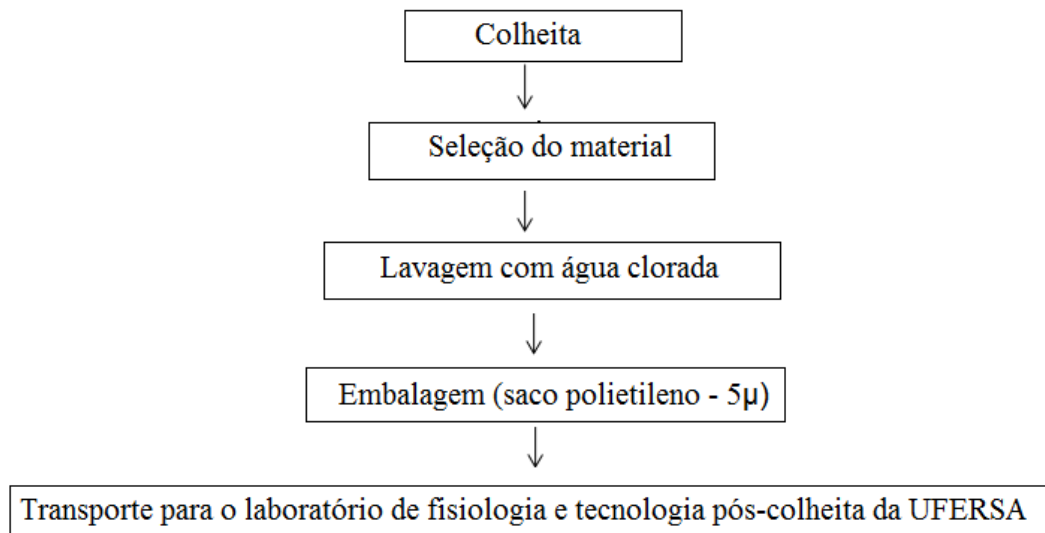 Colheita
Seleção do material
Lavagem com água clorada
Embalagem (saco polietileno - 5µ)
Transporte para o laboratório de fisiologia e tecnologia pós-colheita da UFERSA